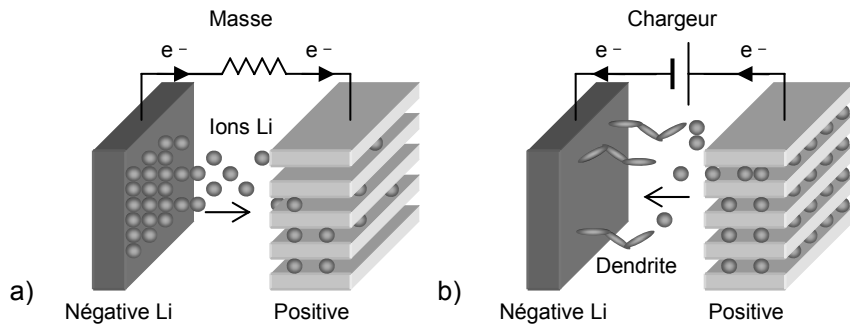 Masse
e –
e –
Ions Li
a)
Négative Li
Positive
Chargeur
e –
e –
Dendrite
b)
Négative Li
Positive